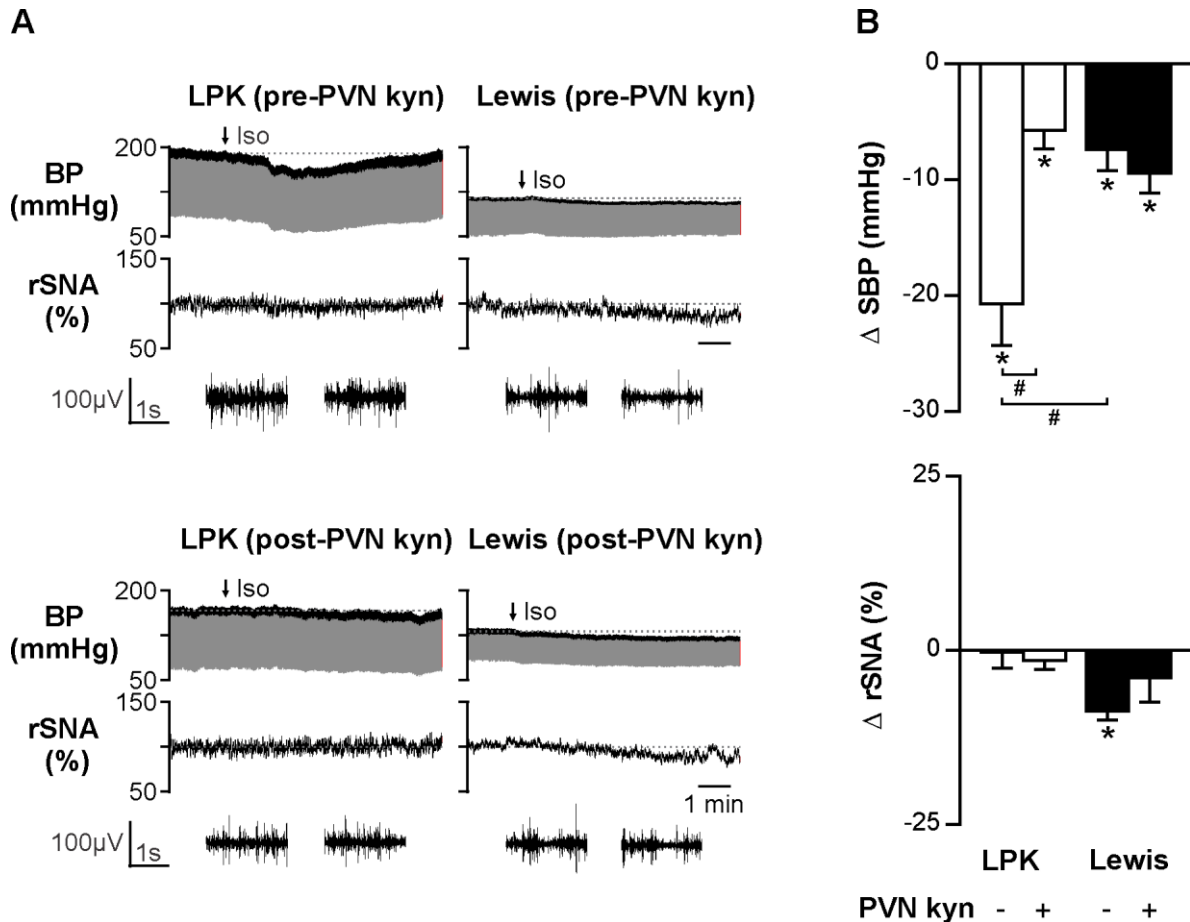 A
LPK (pre-PVN kyn) Lewis (pre-PVN kyn)
200 ↓ Iso ↓ Iso
BP
(mmHg)
50
150
rSNA
(%)
50
100µV 1s
LPK (post-PVN kyn) Lewis (post-PVN kyn)
200 ↓ Iso ↓ Iso
BP
(mmHg)
50
150
rSNA
(%)
50
1 min
100µV 1s
B
0
-10
-20
-30
Δ SBP (mmHg)
* * * *
#
#
25
0
-25
Δ rSNA (%)
*
LPK Lewis
PVN kyn - + - +